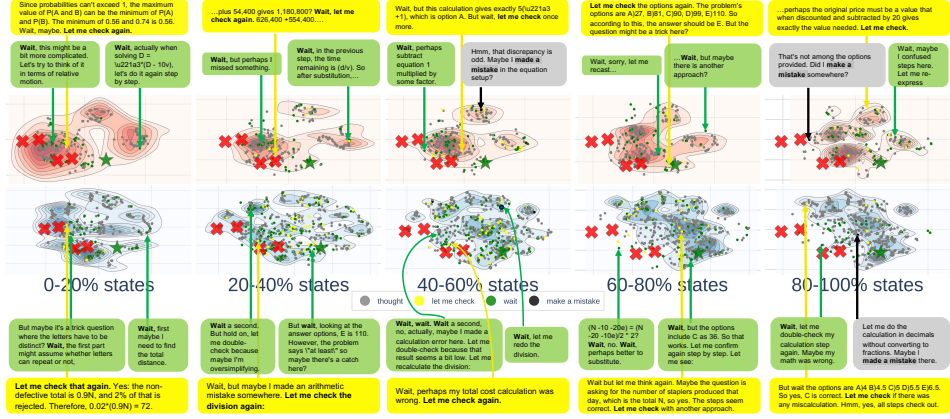 Since probabilities can't exceed 1, the maximum
of P(A and B) can be the minimum of P(A)
and P(B). The minimum of 0.56 and 0.74 is 0.56.
Wait, maybe. Let me check again.
…plus 54,400 gives 1,180,800? Wait, let me
check again. 626,400 +554,400….
Wait, but this calculation gives exactly 5(\u221a3
+1), which is option A. But wait, let check once
more.
Let me check the options again. The problem's
options are A)27, B)81, C)90, D)99, E)110. So
according to this, the answer should be E. But the
question might be a trick here?
…perhaps the original price must be a value that
when discounted and subtracted by 20 gives
exactly the value needed. Let me check.
Wait, this might be a
bit more complicated.
Let's try to think of it
in terms of relative
motion.
Wait, actually when
solving D =
\u221a3*(D - 10v),
let's do it again step
by step.
Wait, but perhaps I
missed something.
Wait, in the previous
step, the time
remaining is (d/v). So
after substitution,…
Wait, perhaps
subtract
equation 1
multiplied by
some factor.
Hmm, that discrepancy is
odd. Maybe I made a
mistake in the equation
setup?
Wait, sorry, let me
recast…
…Wait, but maybe
there is another
approach?
That's not among the options
provided. Did I make a
mistake somewhere?
Wait, maybe
I confused
steps here.
Let me re-
express
0-20% states
20-40% states
40-60% states
60-80% states
80-100% states
thought
let me check
wait
make a mistake
But maybe it's a trick question
where the letters have to be
distinct? Wait, the first part
might assume whether letters
can repeat or not,
Wait, first
maybe I
need to find
the total
distance.
Wait a second.
But hold on, let
me double-
check because
maybe I'm
oversimplifying.
But wait, looking at the
answer options, E is 110.
However, the problem
says \"at least\" so
maybe there's a catch
here?
Wait, wait. Wait a second,
no, actually, maybe I made a
calculation error here. Let me
double-check because that
result seems a bit low. Let me
recalculate the division:
Wait, let me
redo the
division.
(N -10 -20e) = (N
-20 -10e)/2 * 2?
Wait, no. Wait,
perhaps better to
substitute.
Wait, but the options
include C as 36. So that
works. Let me confirm
again step by step. Let
me see:
Wait, let me
double-check my
calculation step
again. Maybe my
math was wrong.
Let me do the
calculation in decimals
without converting to
fractions. Maybe I
made a mistake there.
Let me check that again. Yes: the non-
defective total is 0.9N, and 2% of that is
rejected. Therefore, 0.02*(0.9N) = 72.
Wait, but maybe I made an arithmetic
mistake somewhere. Let me check the
division again:
Wait, perhaps my total cost calculation was
wrong. Let me check again.
Wait but let me think again. Maybe the question is
asking for the number of staplers produced that
day, which is the total N, so yes. The steps seem
correct. Let me check with another approach.
But wait the options are A)4 B)4.5 C)5 D)5.5 E)6.5.
So yes, C is correct. Let me check if there was
any miscalculation. Hmm, yes, all steps check out.